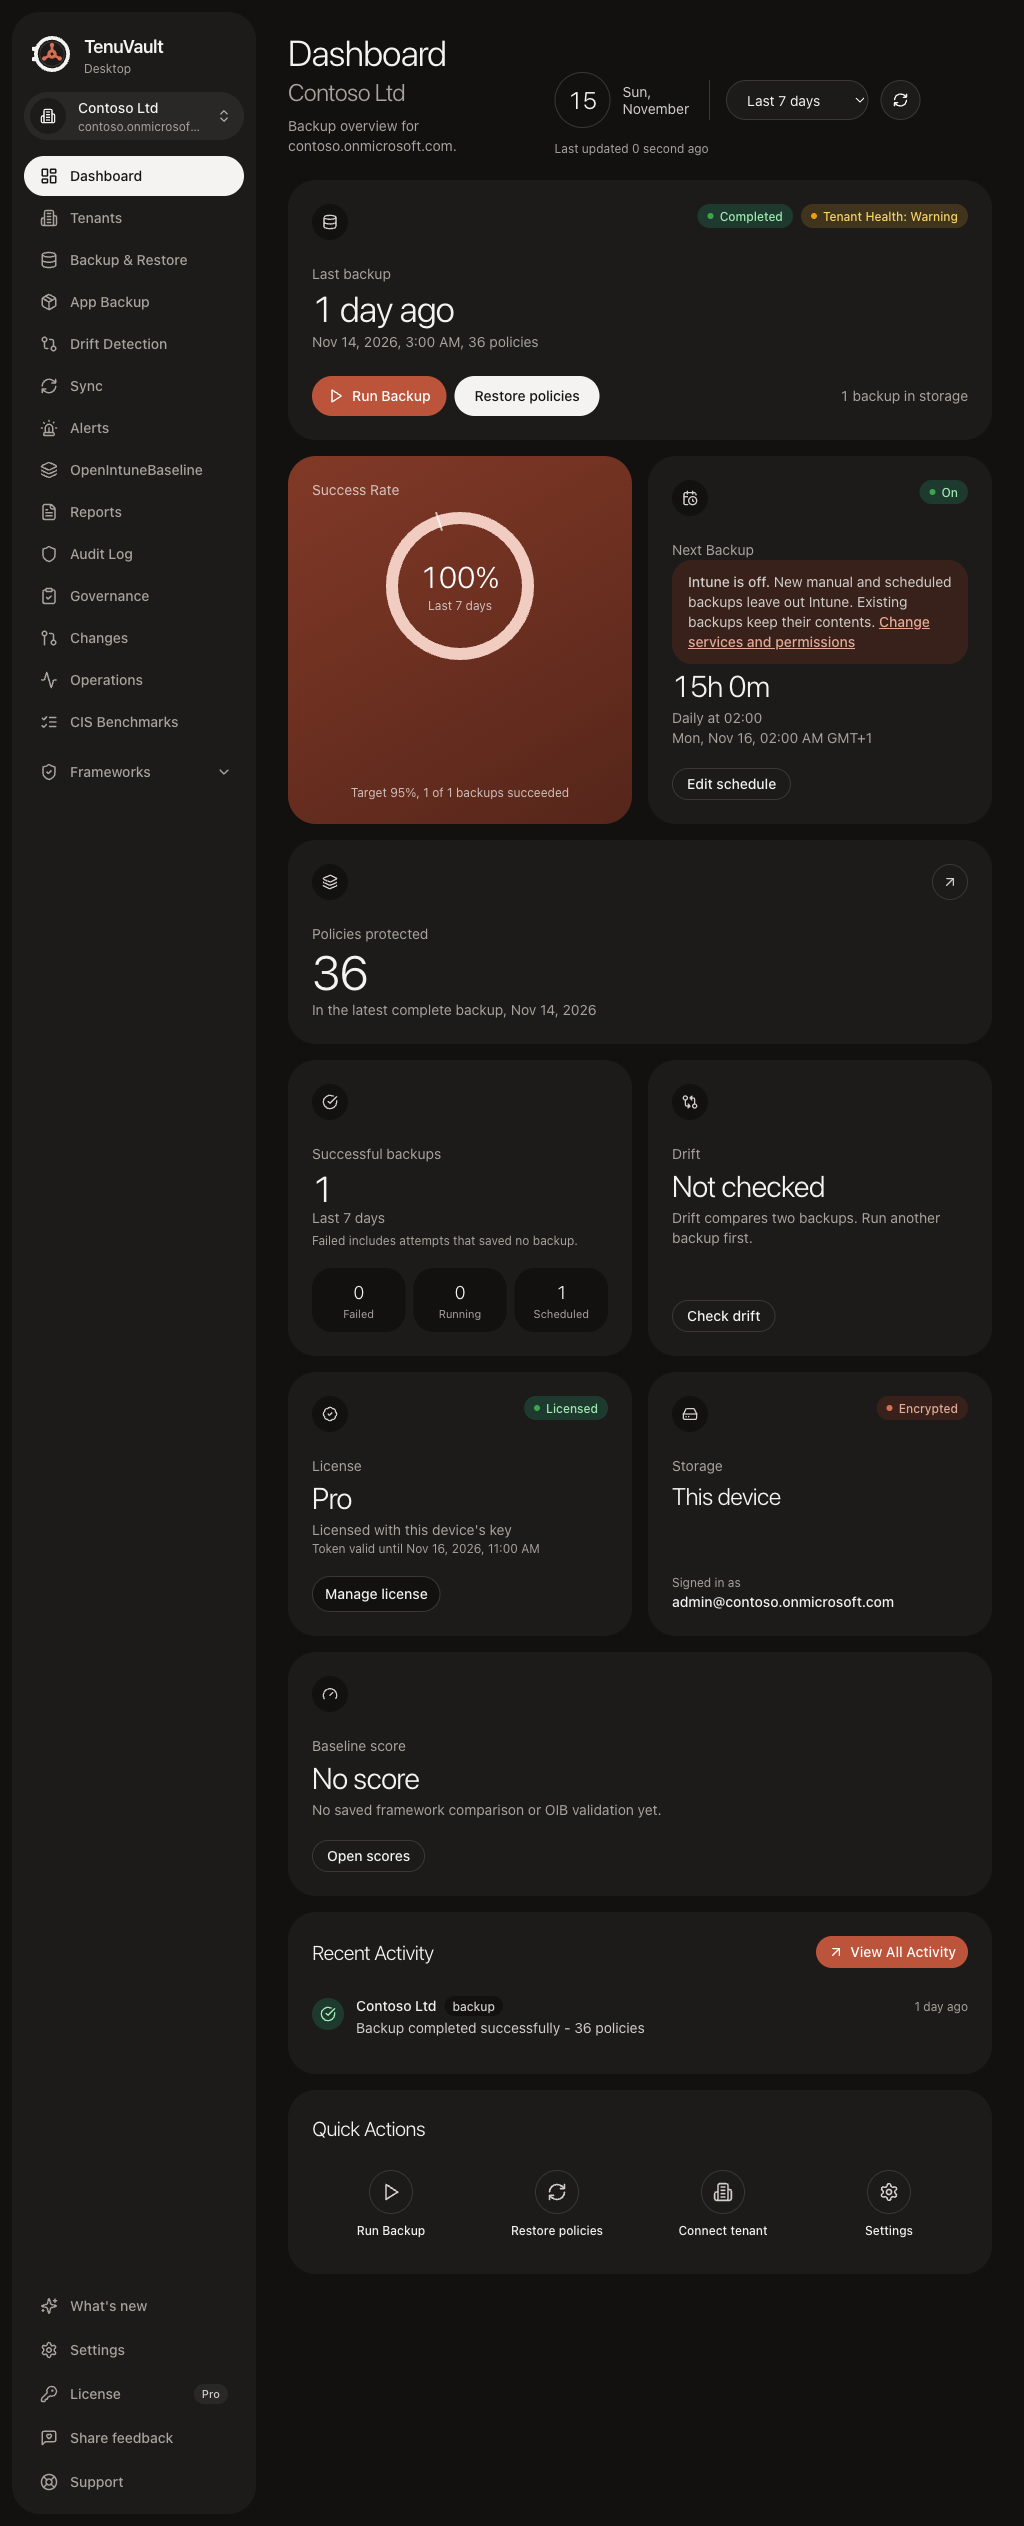 TenuVault
Desktop
Contoso Ltd
contoso.onmicrosof...
Dashboard
Tenants
Backup & Restore
App Backup
Drift Detection
Sync
Alerts
OpenIntuneBaseline
Reports
Audit Log
Governance
Changes
Operations
CIS Benchmarks
Frameworks
What's new
Settings
License
Pro
Share feedback
Support
Dashboard
Contoso Ltd
Backup overview for
contoso.onmicrosoft.com.
15
Sun,
November
Last 7 days
Last updated 0 second ago
Completed
Tenant Health: Warning
Last backup
1 day ago
Nov 14, 2026, 3:00 AM, 36 policies
Run Backup
Restore policies
1 backup in storage
Success Rate
100%
Last 7 days
Target 95%, 1 of 1 backups succeeded
On
Next Backup
Intune is off. New manual and scheduled
backups leave out Intune. Existing
backups keep their contents. Change
services and permissions
15h 0m
Daily at 02:00
Mon, Nov 16, 02:00 AM GMT+1
Edit schedule
Policies protected
36
In the latest complete backup, Nov 14, 2026
Successful backups
1
Last 7 days
Failed includes attempts that saved no backup.
0
Failed
0
Running
1
Scheduled
Drift
Not checked
Drift compares two backups. Run another
backup first.
Check drift
Licensed
License
Pro
Licensed with this device's key
Token valid until Nov 16, 2026, 11:00 AM
Manage license
Encrypted
Storage
This device
Signed in as
admin@contoso.onmicrosoft.com
Baseline score
No score
No saved framework comparison or OIB validation yet.
Open scores
Recent Activity
View All Activity
Contoso Ltd
backup
1 day ago
Backup completed successfully - 36 policies
Quick Actions
Run Backup
Restore policies
Connect tenant
Settings